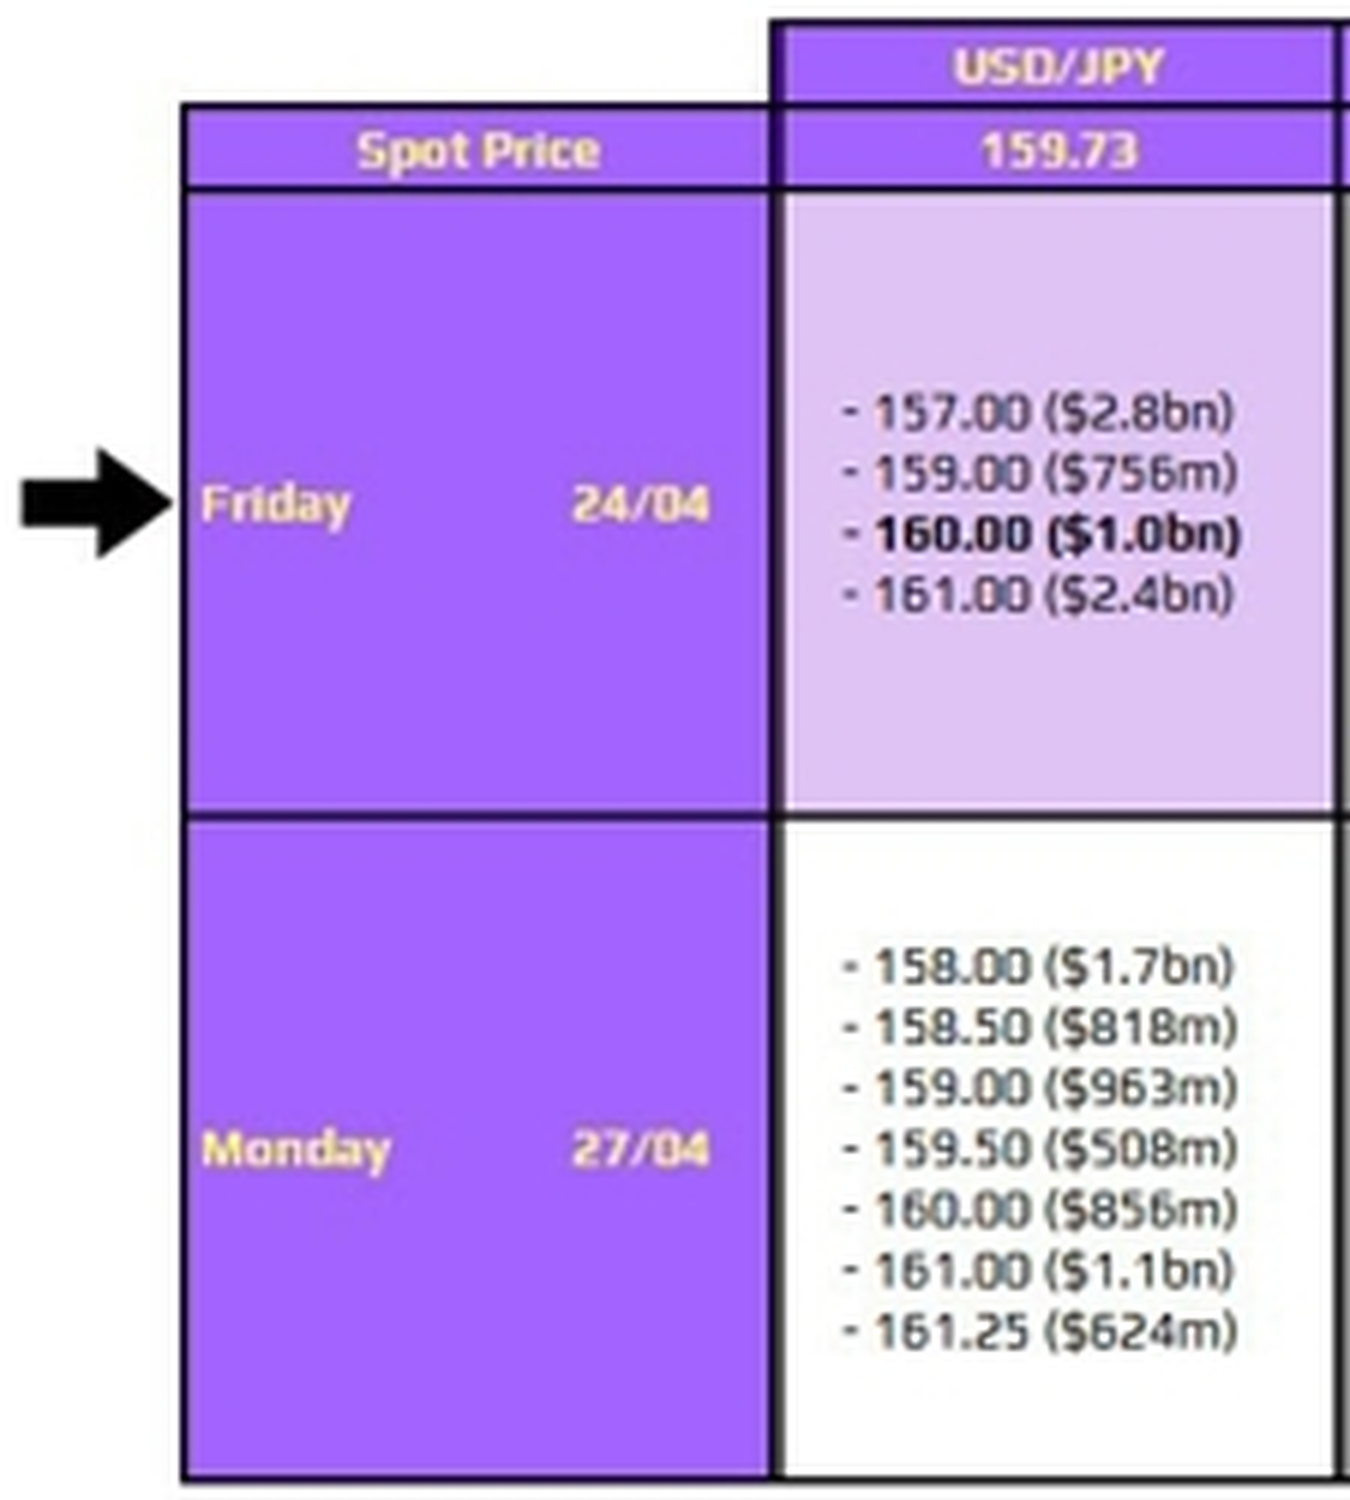 USD/JPY
Spot Price 159.73
Friday 24/04
- 157.00 ($2.8bn)
- 159.00 ($756m)
- 160.00 ($1.0bn)
- 161.00 ($2.4bn)
Monday 27/04
- 158.00 ($1.7bn)
- 158.50 ($818m)
- 159.00 ($963m)
- 159.50 ($508m)
- 160.00 ($856m)
- 161.00 ($1.1bn)
- 161.25 ($624m)